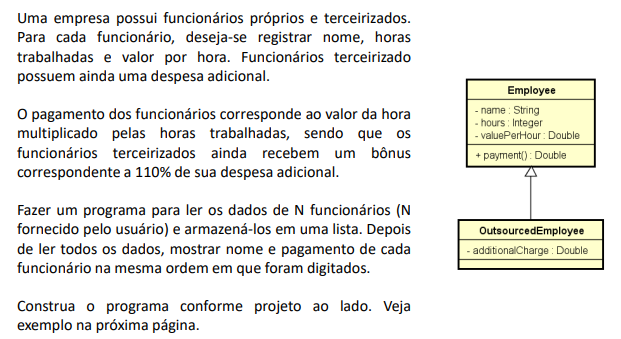 Uma empresa possui funcionários próprios e terceirizados.
Para cada funcionário, deseja-se registrar nome, horas
trabalhadas e valor por hora. Funcionários terceirizado
possuem ainda uma despesa adicional.
O pagamento dos funcionários corresponde ao valor da hora
multiplicado pelas horas trabalhadas, sendo que os
funcionários terceirizados ainda recebem um bônus
correspondente a 110% de sua despesa adicional.
Fazer um programa para ler os dados de N funcionários (N
fornecido pelo usuário) e armazená-los em uma lista. Depois
de ler todos os dados, mostrar nome e pagamento de cada
funcionário na mesma ordem em que foram digitados.
Construa o programa conforme projeto ao lado. Veja
exemplo na próxima página.
Employee
- name : String
- hours : Integer
- valuePerHour : Double
+ payment() : Double
OutsourcedEmployee
- additionalCharge : Double